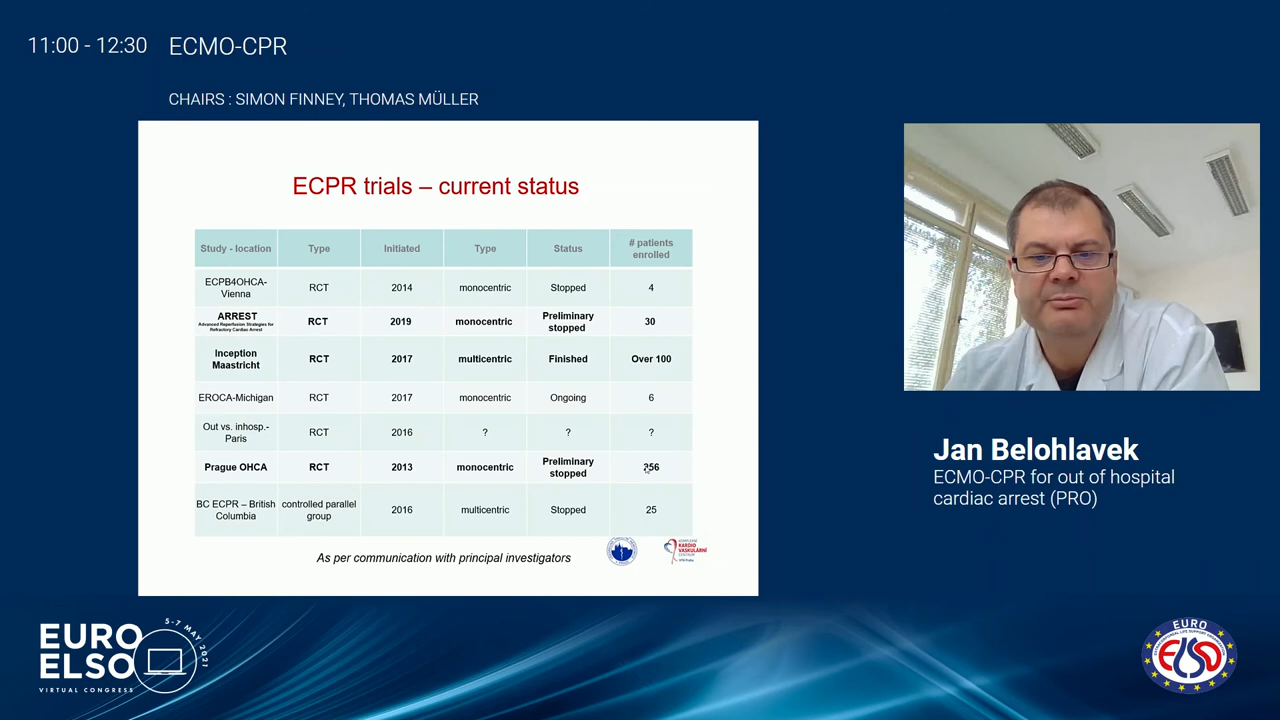 11:00 - 12:30 ECMO-CPR
CHAIRS : SIMON FINNEY, THOMAS MÜLLER
ECPR trials – current status
Study - location Type Initiated Type Status # patients enrolled
ECPB4OHCA-Vienna RCT 2014 monocentric Stopped 4
ARREST
Advanced Reperfusion Strategies for Refractory Cardiac Arrest
RCT 2019 monocentric Preliminary stopped 30
Inception Maastricht RCT 2017 multicentric Finished Over 100
EROCA-Michigan RCT 2017 monocentric Ongoing 6
Out vs. inhosp.-Paris RCT 2016 ? ? ?
Prague OHCA RCT 2013 monocentric Preliminary stopped 256
BC ECPR – British Columbia controlled parallel group 2016 multicentric Stopped 25
As per communication with principal investigators
KARDIO
VASKULÁRNÍ
Jan Belohlavek
ECMO-CPR for out of hospital
cardiac arrest (PRO)
EURO
ELSO
VIRTUAL CONGRESS
5-7 MAY 2021
EURO
ELSO